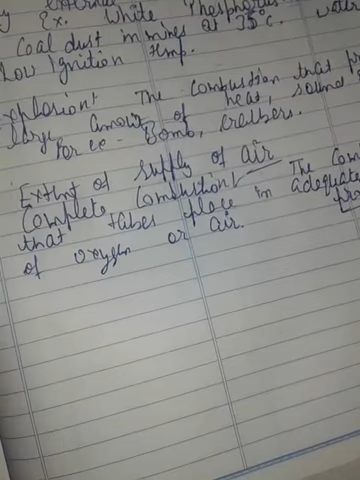 Ex. White Phosphorus
Coal dust in mines at 35°C.
Low Ignition temp.
Explosion! The Combustion that
large amount of heat, sound
Force - Bomb, crackers.
Extent of supply of air
Complete Combustion! - The Com
that takes place in adequate
of oxygen or air.